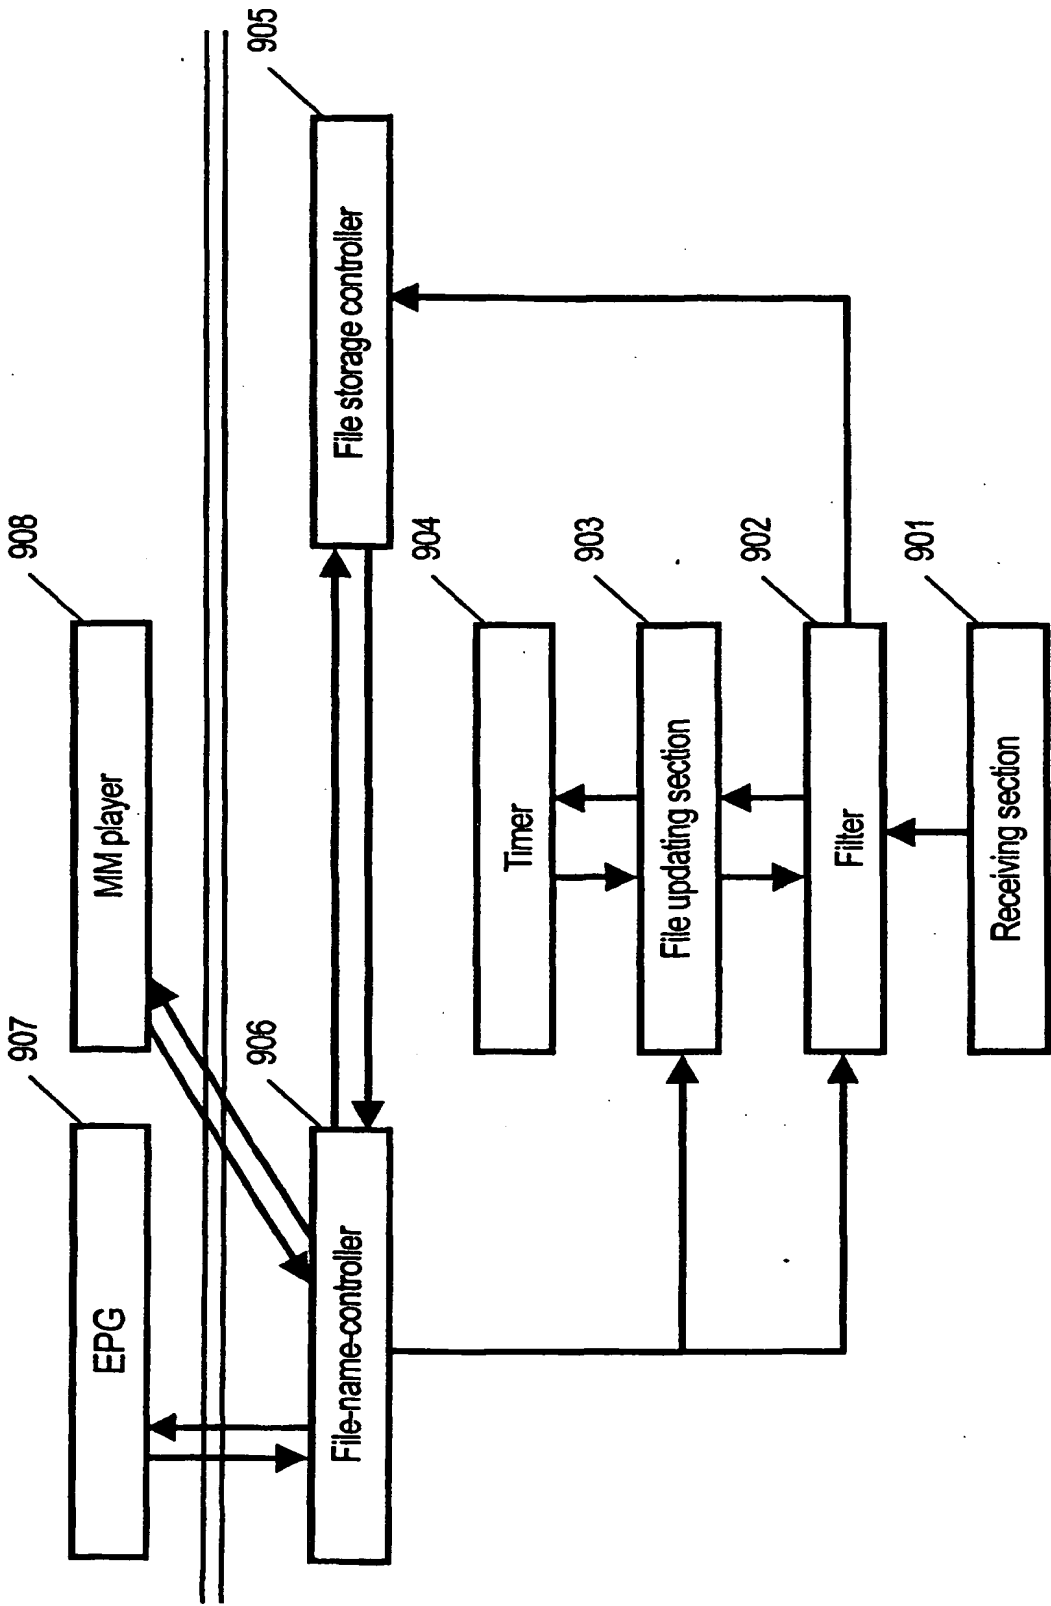 907
EPG
908
MM player
906
File-name-controller
905
File storage controller
904
Timer
903
File updating section
902
Filter
901
Receiving section